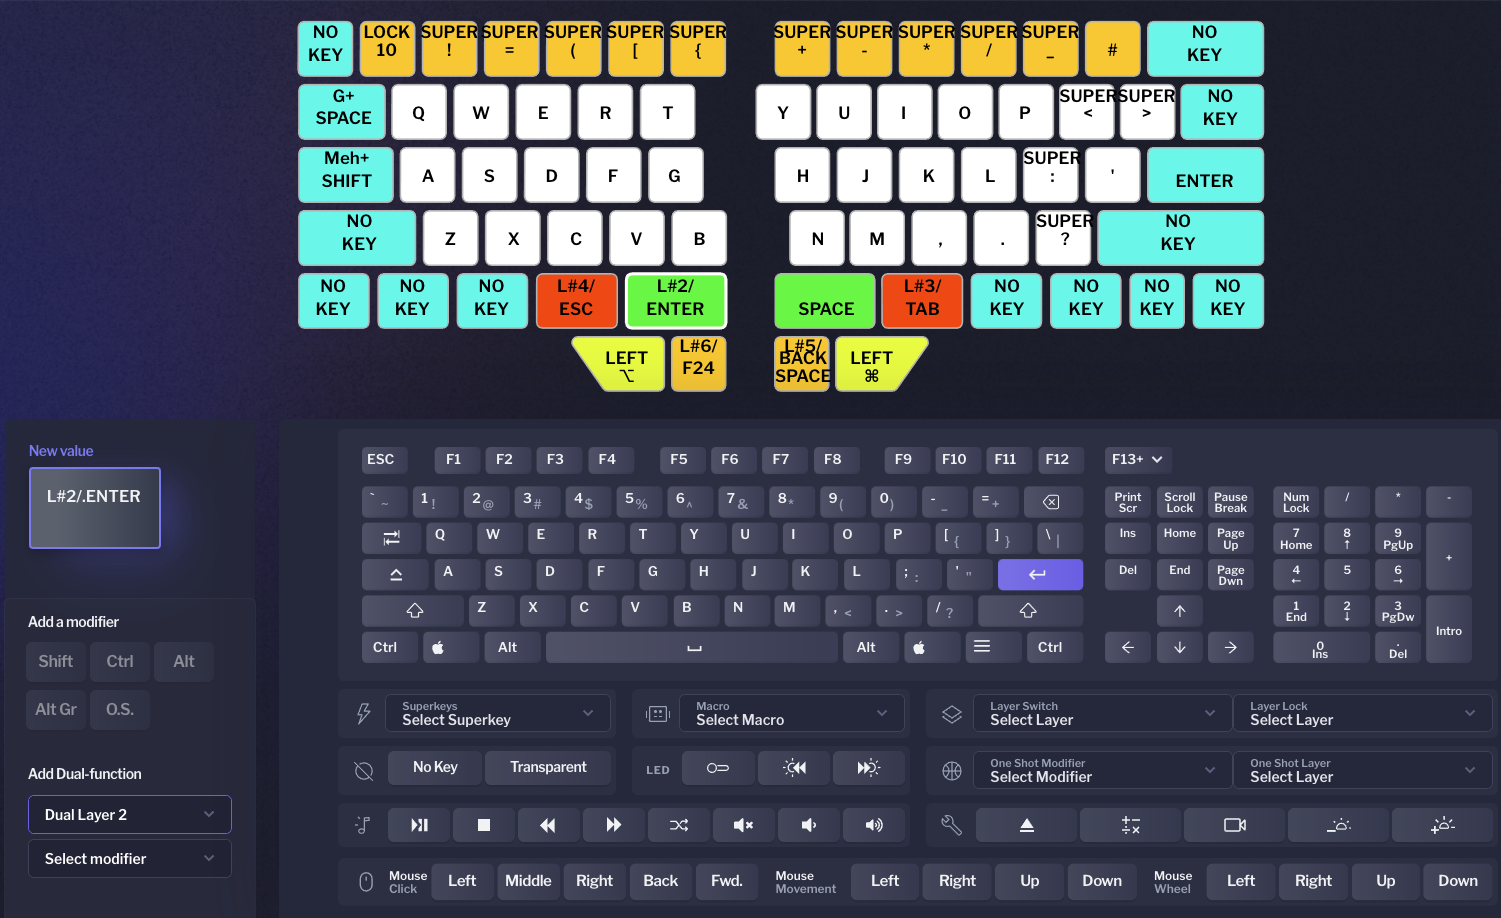 NO KEY LOCK 10 SUPER ! SUPER = SUPER ( SUPER [ SUPER { SUPER + SUPER - SUPER * SUPER / SUPER _ # NO KEY
G+ SPACE Q W E R T Y U I O P SUPER < SUPER > NO KEY
Meh+ SHIFT A S D F G H J K L SUPER : ' ENTER
NO KEY Z X C V B N M , . SUPER ? NO KEY
NO KEY NO KEY NO KEY L#4/ ESC L#2/ ENTER SPACE L#3/ TAB NO KEY NO KEY NO KEY NO KEY
LEFT ⌥ L#6/ F24 L#5/ BACK SPACE LEFT ⌘
New value
L#2/.ENTER
Add a modifier
Shift Ctrl Alt
Alt Gr O.S.
Add Dual-function
Dual Layer 2
Select modifier
ESC F1 F2 F3 F4 F5 F6 F7 F8 F9 F10 F11 F12 F13+
` ~ 1 ! 2 @ 3 # 4 $ 5 % 6 ^ 7 & 8 * 9 ( 0 ) - _ = + Print Scr Scroll Lock Pause Break Num Lock / * -
Q W E R T Y U I O P [ { ] } \ | Ins Home Page Up 7 Home 8 ↑ 9 PgUp +
A S D F G H J K L ; : ' " Del End Page Dwn 4 ← 5 6 →
Z X C V B N M , < . > / ? ↑ 1 End 2 ↓ 3 PgDw Intro
Ctrl Alt Alt Ctrl ← ↓ → 0 Ins . Del
Superkeys
Select Superkey
Macro
Select Macro
Layer Switch
Select Layer
Layer Lock
Select Layer
No Key Transparent
LED
One Shot Modifier
Select Modifier
One Shot Layer
Select Layer
Mouse Click Left Middle Right Back Fwd.
Mouse Movement Left Right Up Down
Mouse Wheel Left Right Up Down